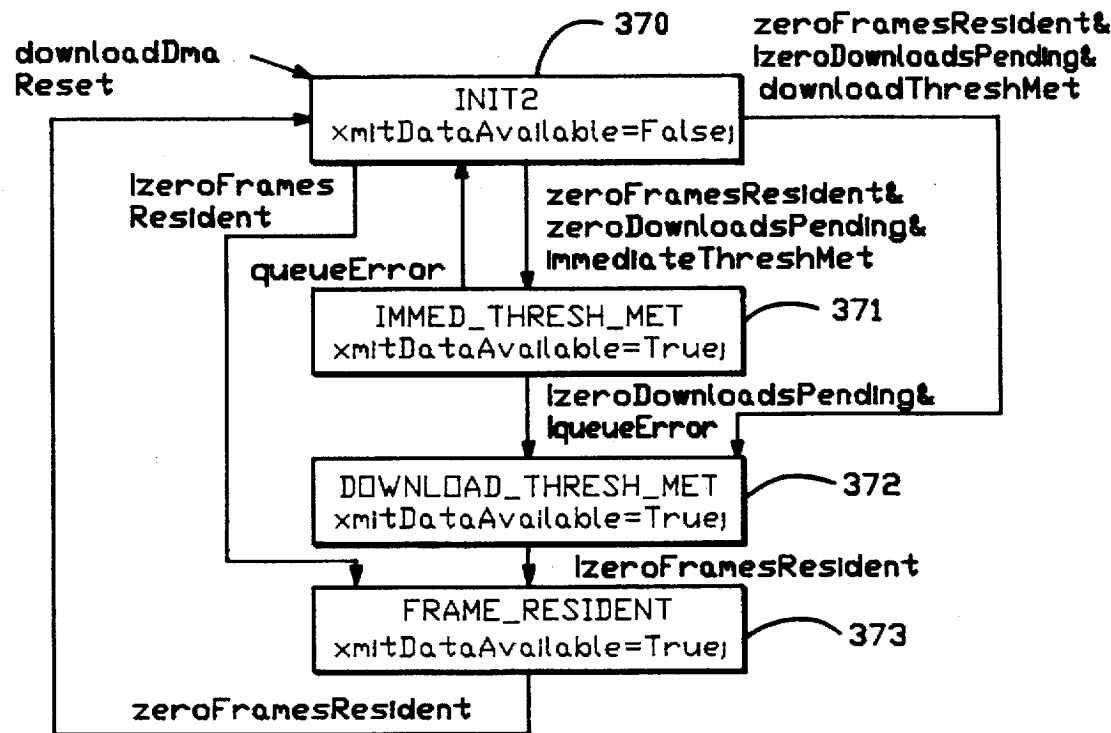 370
zeroFramesResident&
!zeroDownloadsPending&
downloadThreshMet
downloadDma
Reset
INIT2
xmitDataAvailable=False;
!zeroFrames
Resident
zeroFramesResident&
zeroDownloadsPending&
immediateThreshMet
queueError
IMMED_THRESH_MET
xmitDataAvailable=True;
371
!zeroDownloadsPending&
!queueError
DOWNLOAD_THRESH_MET
xmitDataAvailable=True;
372
!zeroFramesResident
FRAME_RESIDENT
xmitDataAvailable=True;
373
zeroFramesResident